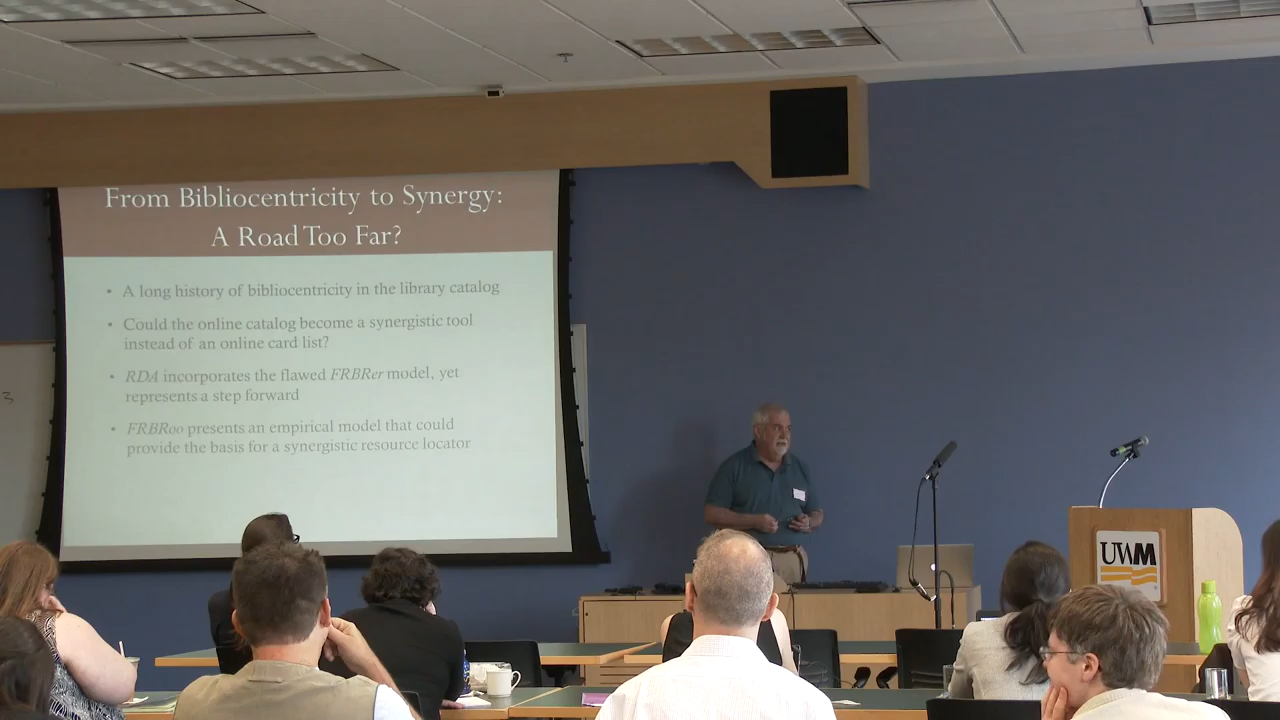 From Bibliocentricity to Synergy:
A Road Too Far?
• A long history of bibliocentricity in the library catalog
• Could the online catalog become a synergistic tool
instead of an online card list?
• RDA incorporates the flawed FRBRer model, yet
represents a step forward
• FRBRoo presents an empirical model that could
provide the basis for a synergistic resource locator
3
UWM